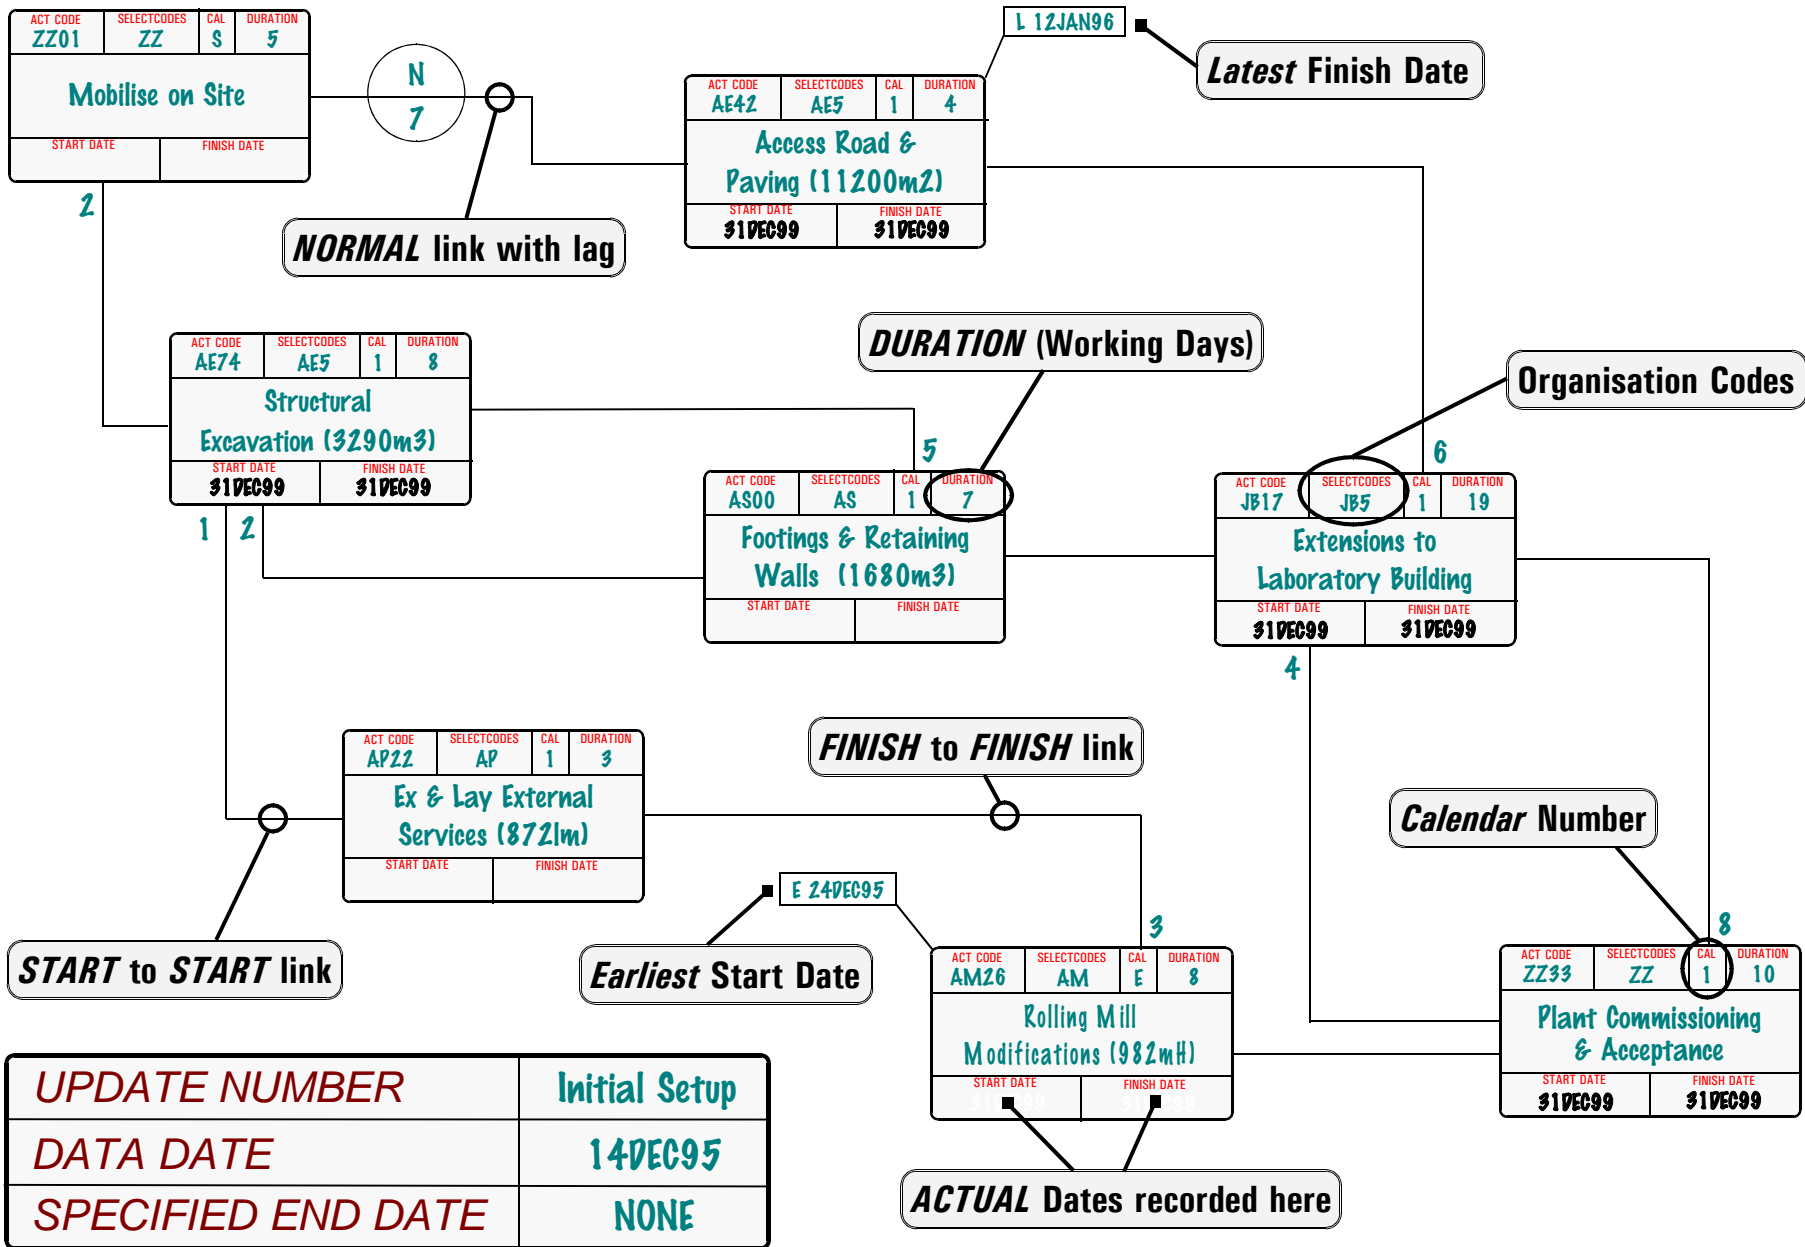 ACT CODE SELECTCODES CAL DURATION
ZZ01 ZZ S 5
Mobilise on Site
START DATE FINISH DATE
2
N
7
NORMAL link with lag
L 12JAN96
Latest Finish Date
ACT CODE SELECTCODES CAL DURATION
AE42 AE5 1 4
Access Road &
Paving (11200m2)
START DATE FINISH DATE
31DEC99 31DEC99
ACT CODE SELECTCODES CAL DURATION
AE74 AE5 1 8
Structural
Excavation (3290m3)
START DATE FINISH DATE
31DEC99 31DEC99
1 2
DURATION (Working Days)
Organisation Codes
5
ACT CODE SELECTCODES CAL DURATION
AS00 AS 1 7
Footings & Retaining
Walls (1680m3)
START DATE FINISH DATE
6
ACT CODE SELECTCODES CAL DURATION
JB17 JB5 1 19
Extensions to
Laboratory Building
START DATE FINISH DATE
31DEC99 31DEC99
4
ACT CODE SELECTCODES CAL DURATION
AP22 AP 1 3
Ex & Lay External
Services (872lm)
START DATE FINISH DATE
FINISH to FINISH link
Calendar Number
START to START link
E 24DEC95
Earliest Start Date
3
ACT CODE SELECTCODES CAL DURATION
AM26 AM E 8
Rolling Mill
Modifications (982mH)
START DATE FINISH DATE
8
ACT CODE SELECTCODES CAL DURATION
ZZ33 ZZ 1 10
Plant Commissioning
& Acceptance
START DATE FINISH DATE
31DEC99 31DEC99
ACTUAL Dates recorded here
UPDATE NUMBER Initial Setup
DATA DATE 14DEC95
SPECIFIED END DATE NONE